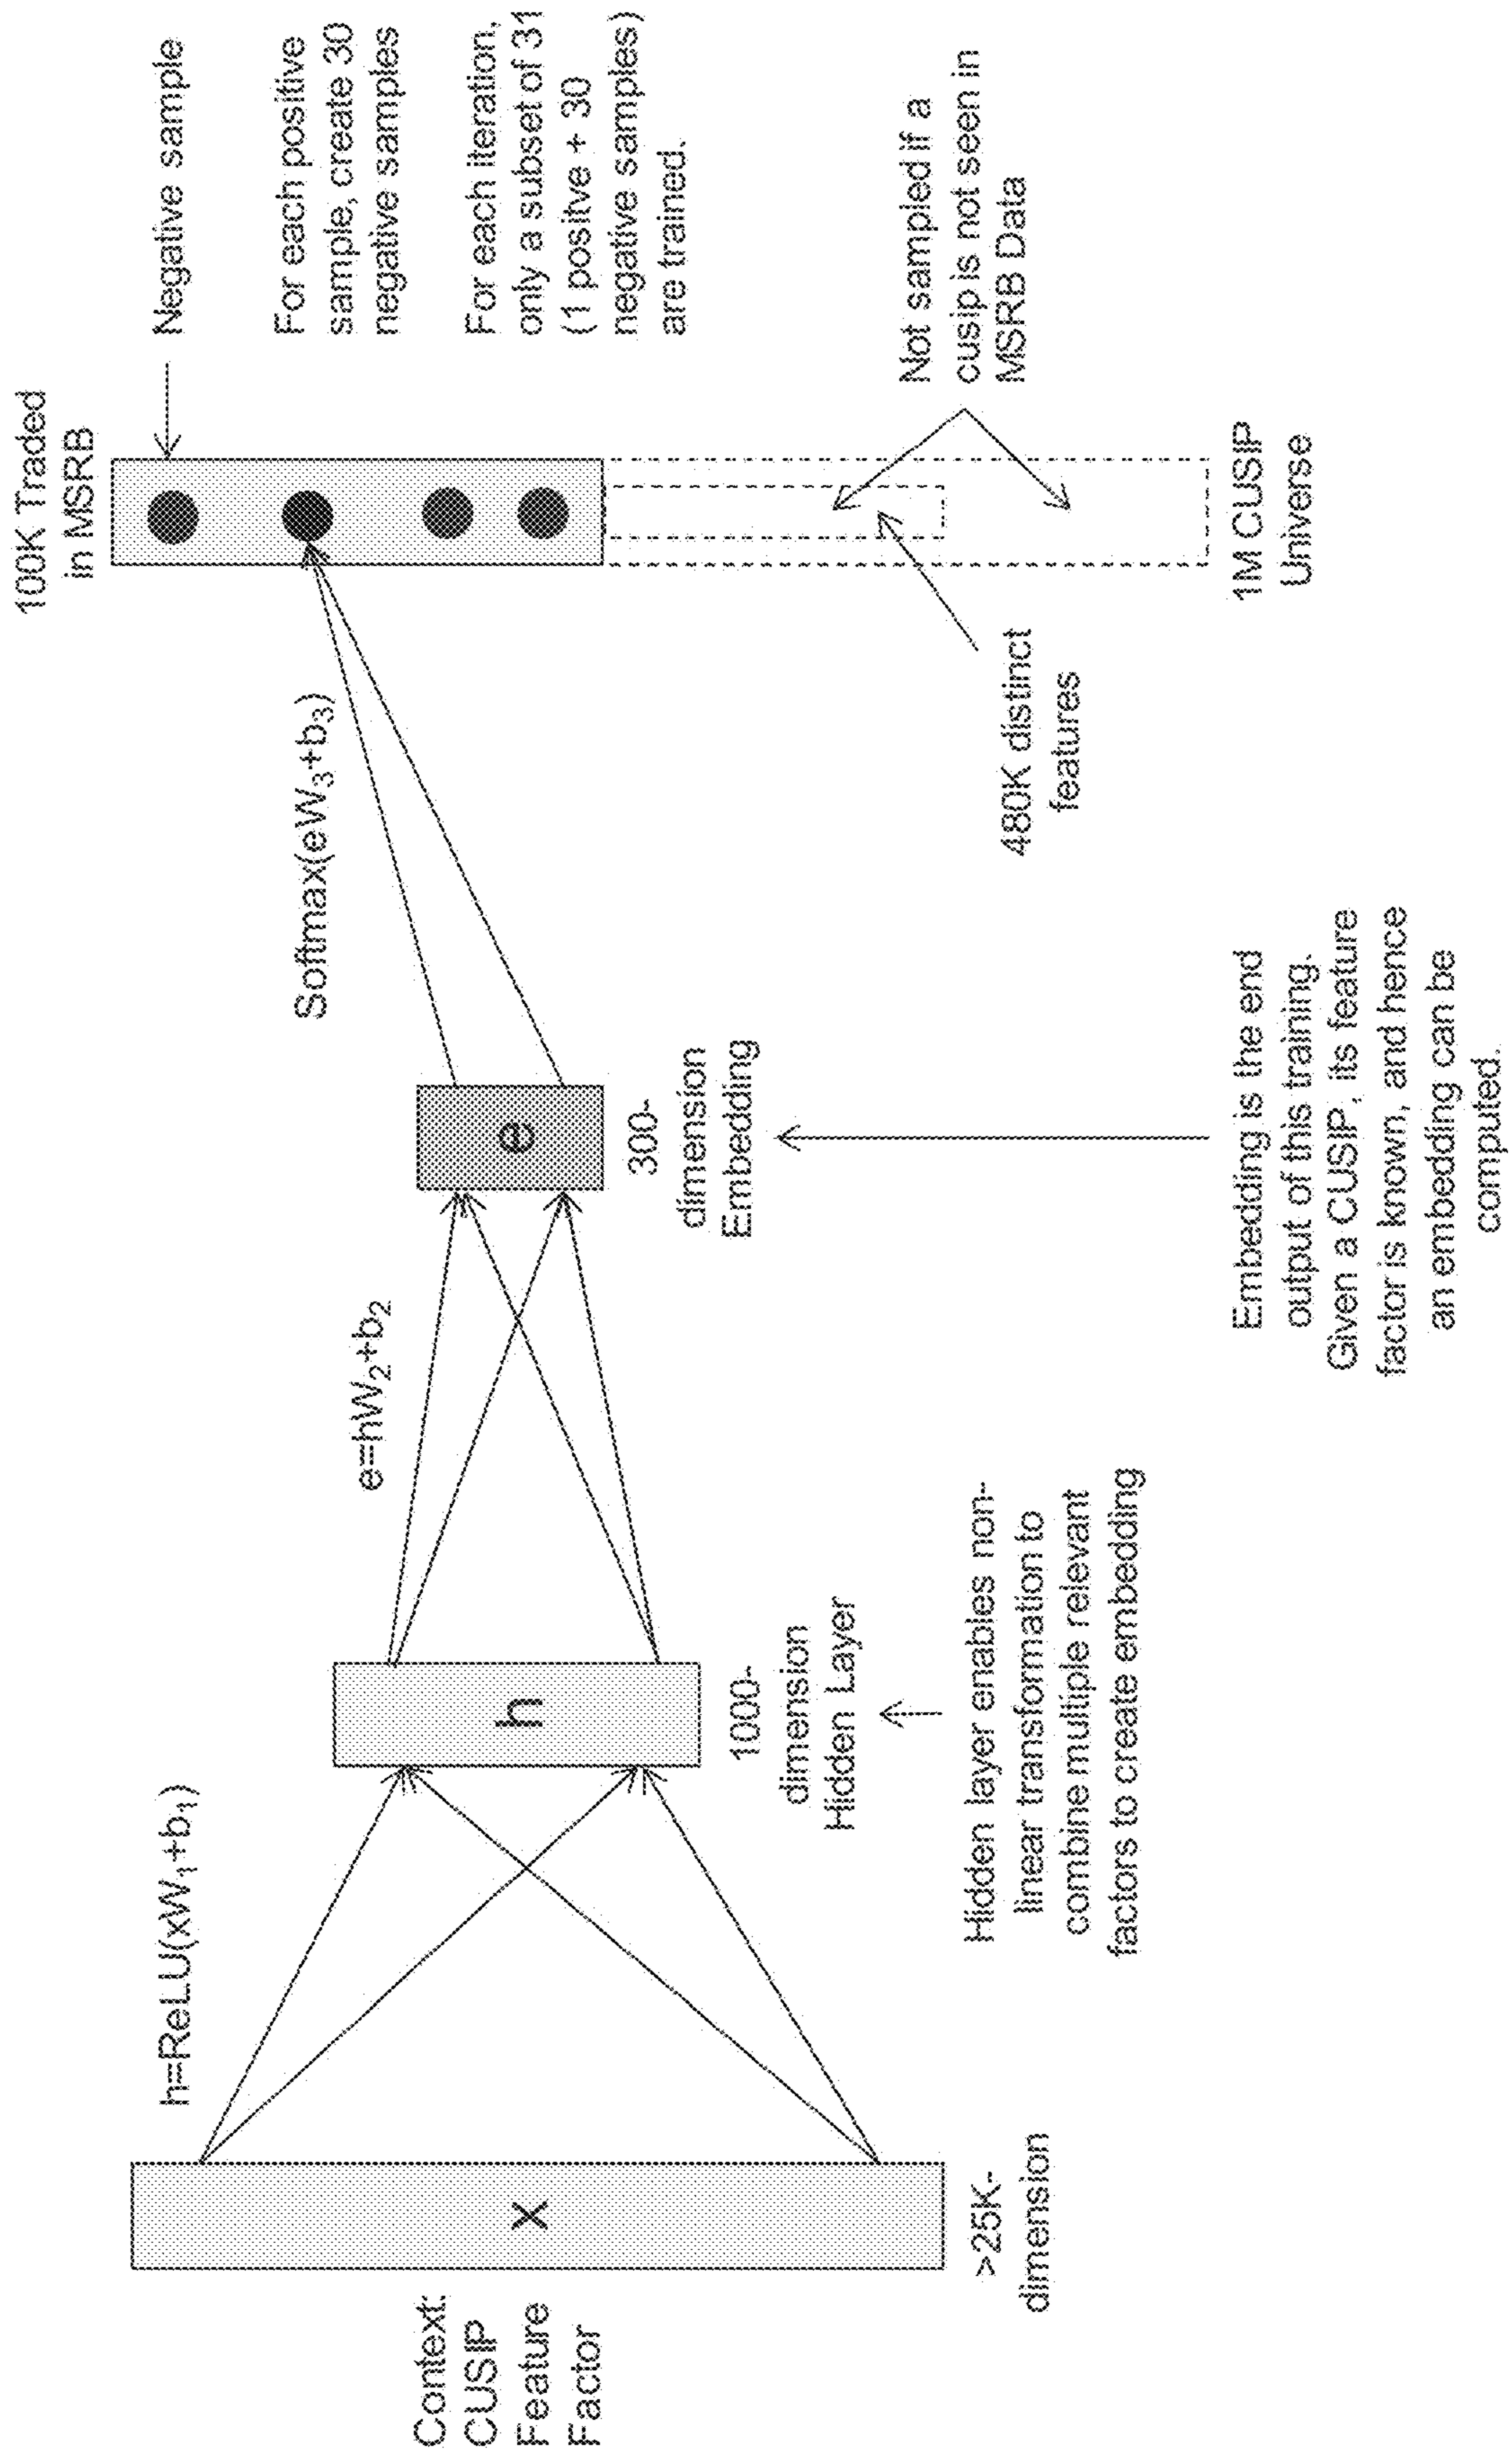 Context:
CUSIP
Feature
Factor
x
>25K-
dimension
h=ReLU(xW1+b1)
h
1000-
dimension
Hidden Layer
Hidden layer enables non-
linear transformation to
combine multiple relevant
factors to create embedding
e=hW2+b2
e
300-
dimension
Embedding
Embedding is the end
output of this training.
Given a CUSIP, its feature
factor is known, and hence
an embedding can be
computed.
Softmax(eW3+b3)
100K Traded
in MSRB
480K distinct
features
1M CUSIP
Universe
Negative sample
For each positive
sample, create 30
negative samples
For each iteration,
only a subset of 31
(1 positve + 30
negative samples)
are trained.
Not sampled if a
cusip is not seen in
MSRB Data